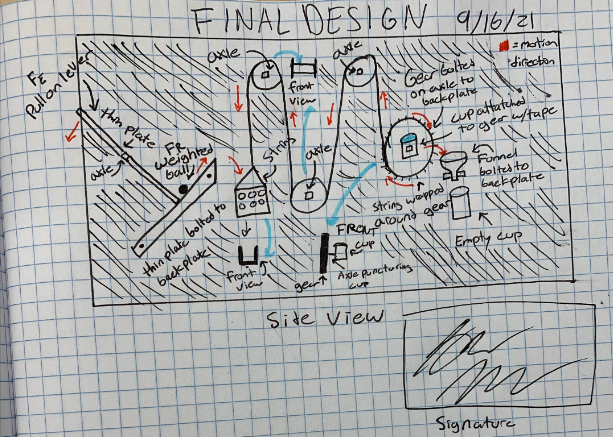 FINAL DESIGN 9/16/21
= motion
direction
FE
Pull on lever
thin plate
axle
FR
weighted
ball
thin plate bolted to
backplate
axle
front
view
axle
string
axle
front
view
Gear bolted
on axle to
backplate
cup attatched
to gear w/tape
Funnel
bolted to
backplate
string wrapped
around gear
Empty cup
FRONT
cup
gear
Axle puncturing
cup
Side View
Signature